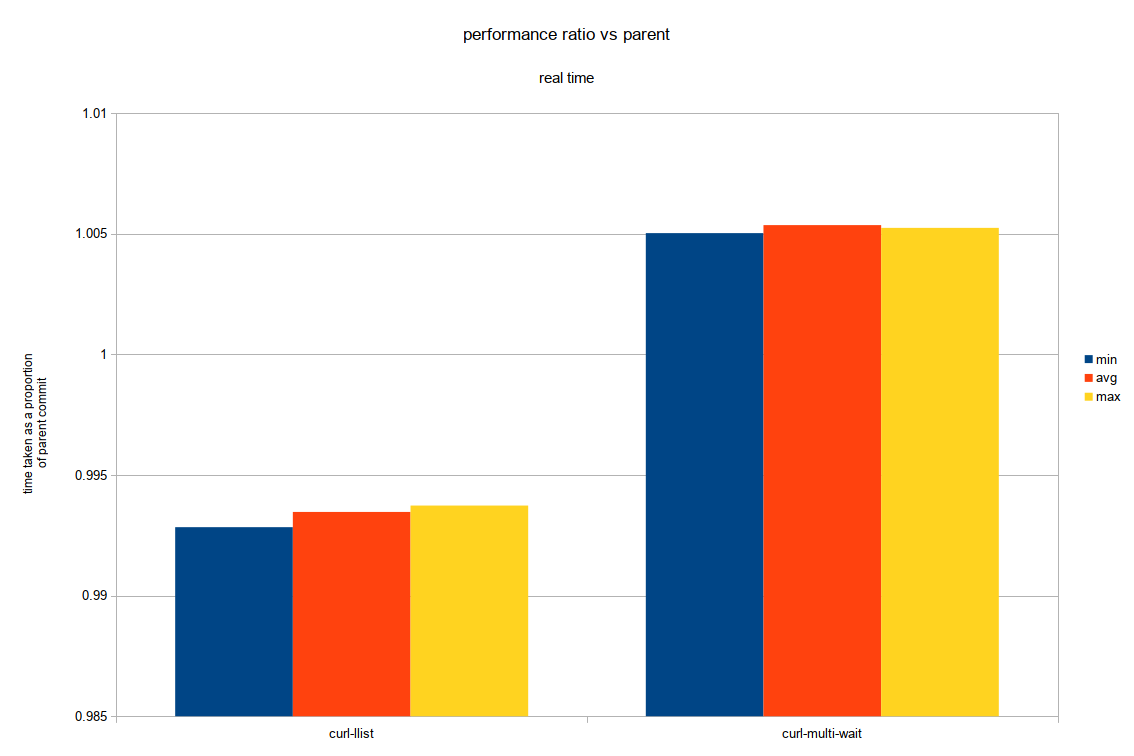 performance ratio vs parent
real time
1.01
1.005
1
0.995
0.99
0.985
time taken as a proportion
of parent commit
curl-llist
curl-multi-wait
min
avg
max